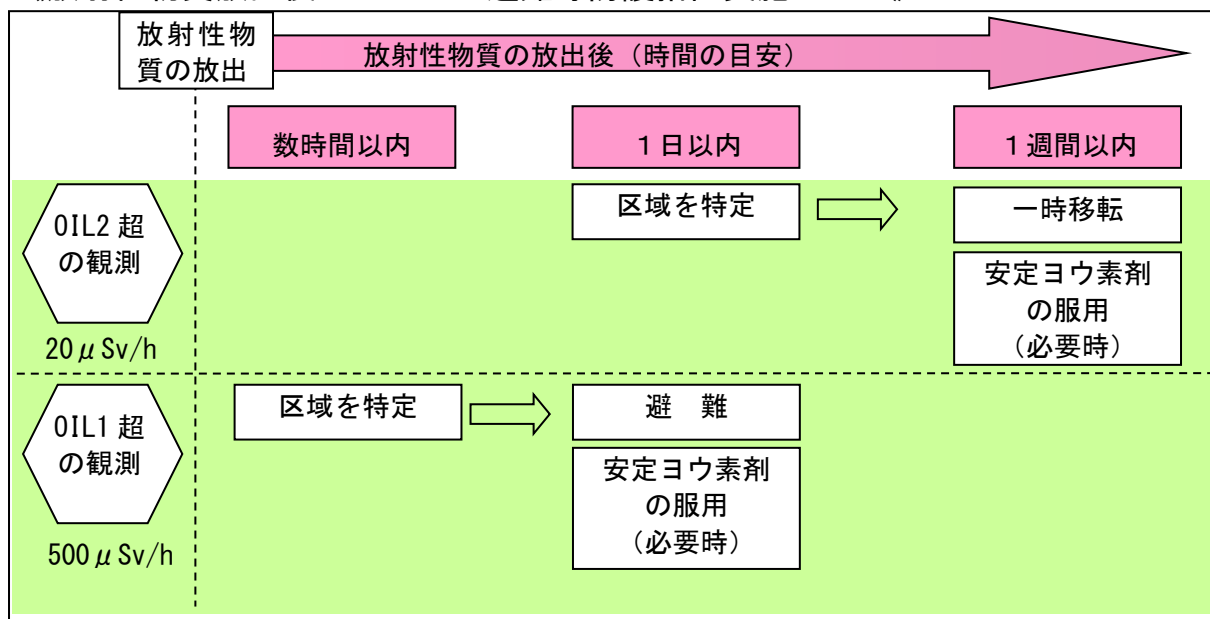 放射性物
質の放出
放射性物質の放出後（時間の目安）
数時間以内
１日以内
１週間以内
OIL2 超
の観測
20μSv/h
区域を特定
一時移転
安定ヨウ素剤
の服用
（必要時）
OIL1 超
の観測
500μSv/h
区域を特定
避　難
安定ヨウ素剤
の服用
（必要時）